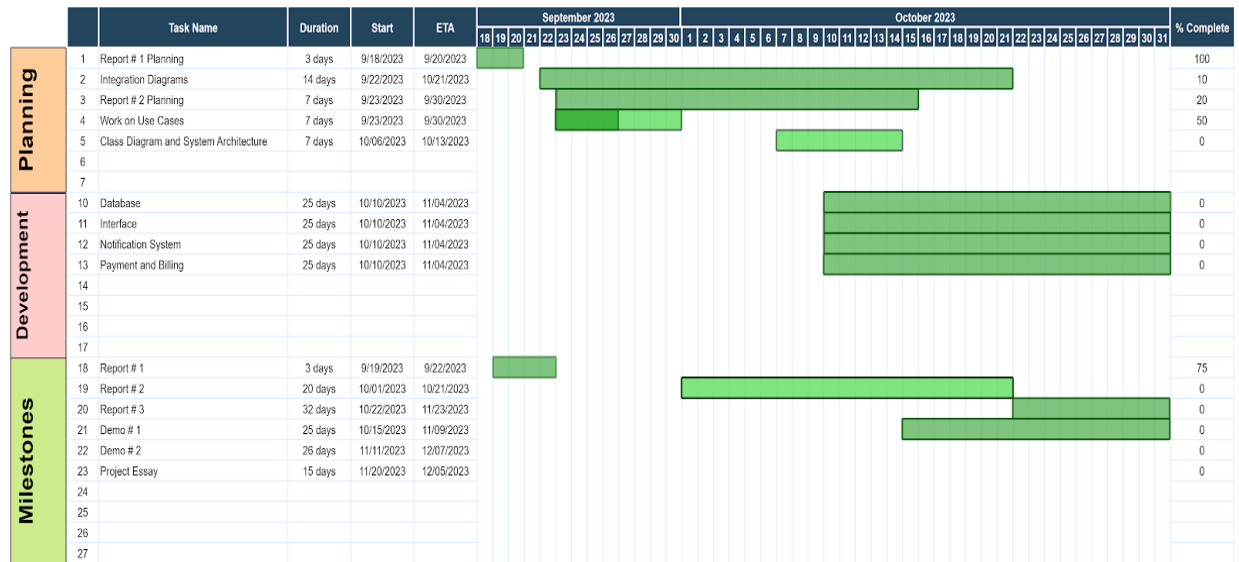 September 2023 October 2023
Task Name Duration Start ETA % Complete
18 19 20 21 22 23 24 25 26 27 28 29 30 1 2 3 4 5 6 7 8 9 10 11 12 13 14 15 16 17 18 19 20 21 22 23 24 25 26 27 28 29 30 31
Planning
1 Report # 1 Planning 3 days 9/18/2023 9/20/2023 100
2 Integration Diagrams 14 days 9/22/2023 10/21/2023 10
3 Report # 2 Planning 7 days 9/23/2023 9/30/2023 20
4 Work on Use Cases 7 days 9/23/2023 9/30/2023 50
5 Class Diagram and System Architecture 7 days 10/06/2023 10/13/2023 0
6
7
Development
10 Database 25 days 10/10/2023 11/04/2023 0
11 Interface 25 days 10/10/2023 11/04/2023 0
12 Notification System 25 days 10/10/2023 11/04/2023 0
13 Payment and Billing 25 days 10/10/2023 11/04/2023 0
14
15
16
17
Milestones
18 Report # 1 3 days 9/19/2023 9/22/2023 75
19 Report # 2 20 days 10/01/2023 10/21/2023 0
20 Report # 3 32 days 10/22/2023 11/23/2023 0
21 Demo # 1 25 days 10/15/2023 11/09/2023 0
22 Demo # 2 26 days 11/11/2023 12/07/2023 0
23 Project Essay 15 days 11/20/2023 12/05/2023 0
24
25
26
27